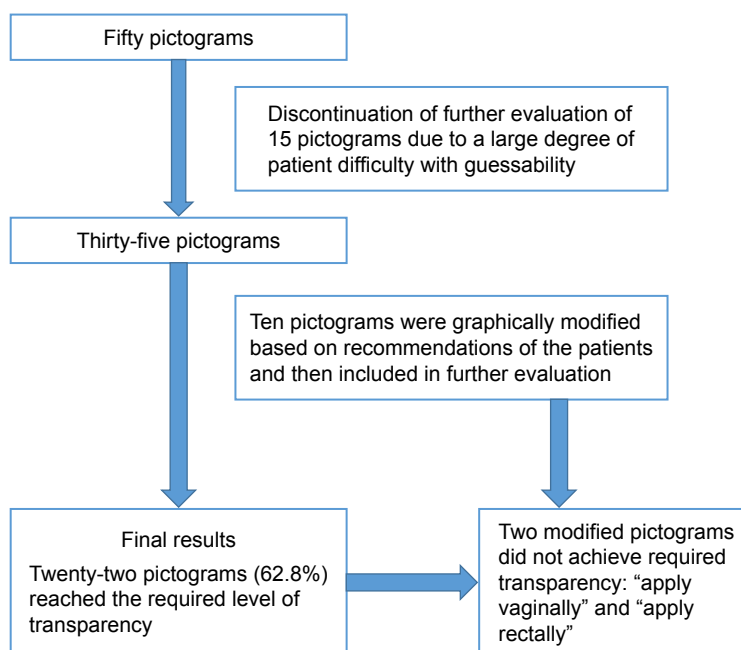 Fifty pictograms
Discontinuation of further evaluation of
15 pictograms due to a large degree of
patient difficulty with guessability
Thirty-five pictograms
Ten pictograms were graphically modified
based on recommendations of the patients
and then included in further evaluation
Final results
Twenty-two pictograms (62.8%)
reached the required level of
transparency
Two modified pictograms
did not achieve required
transparency: “apply
vaginally” and “apply
rectally”